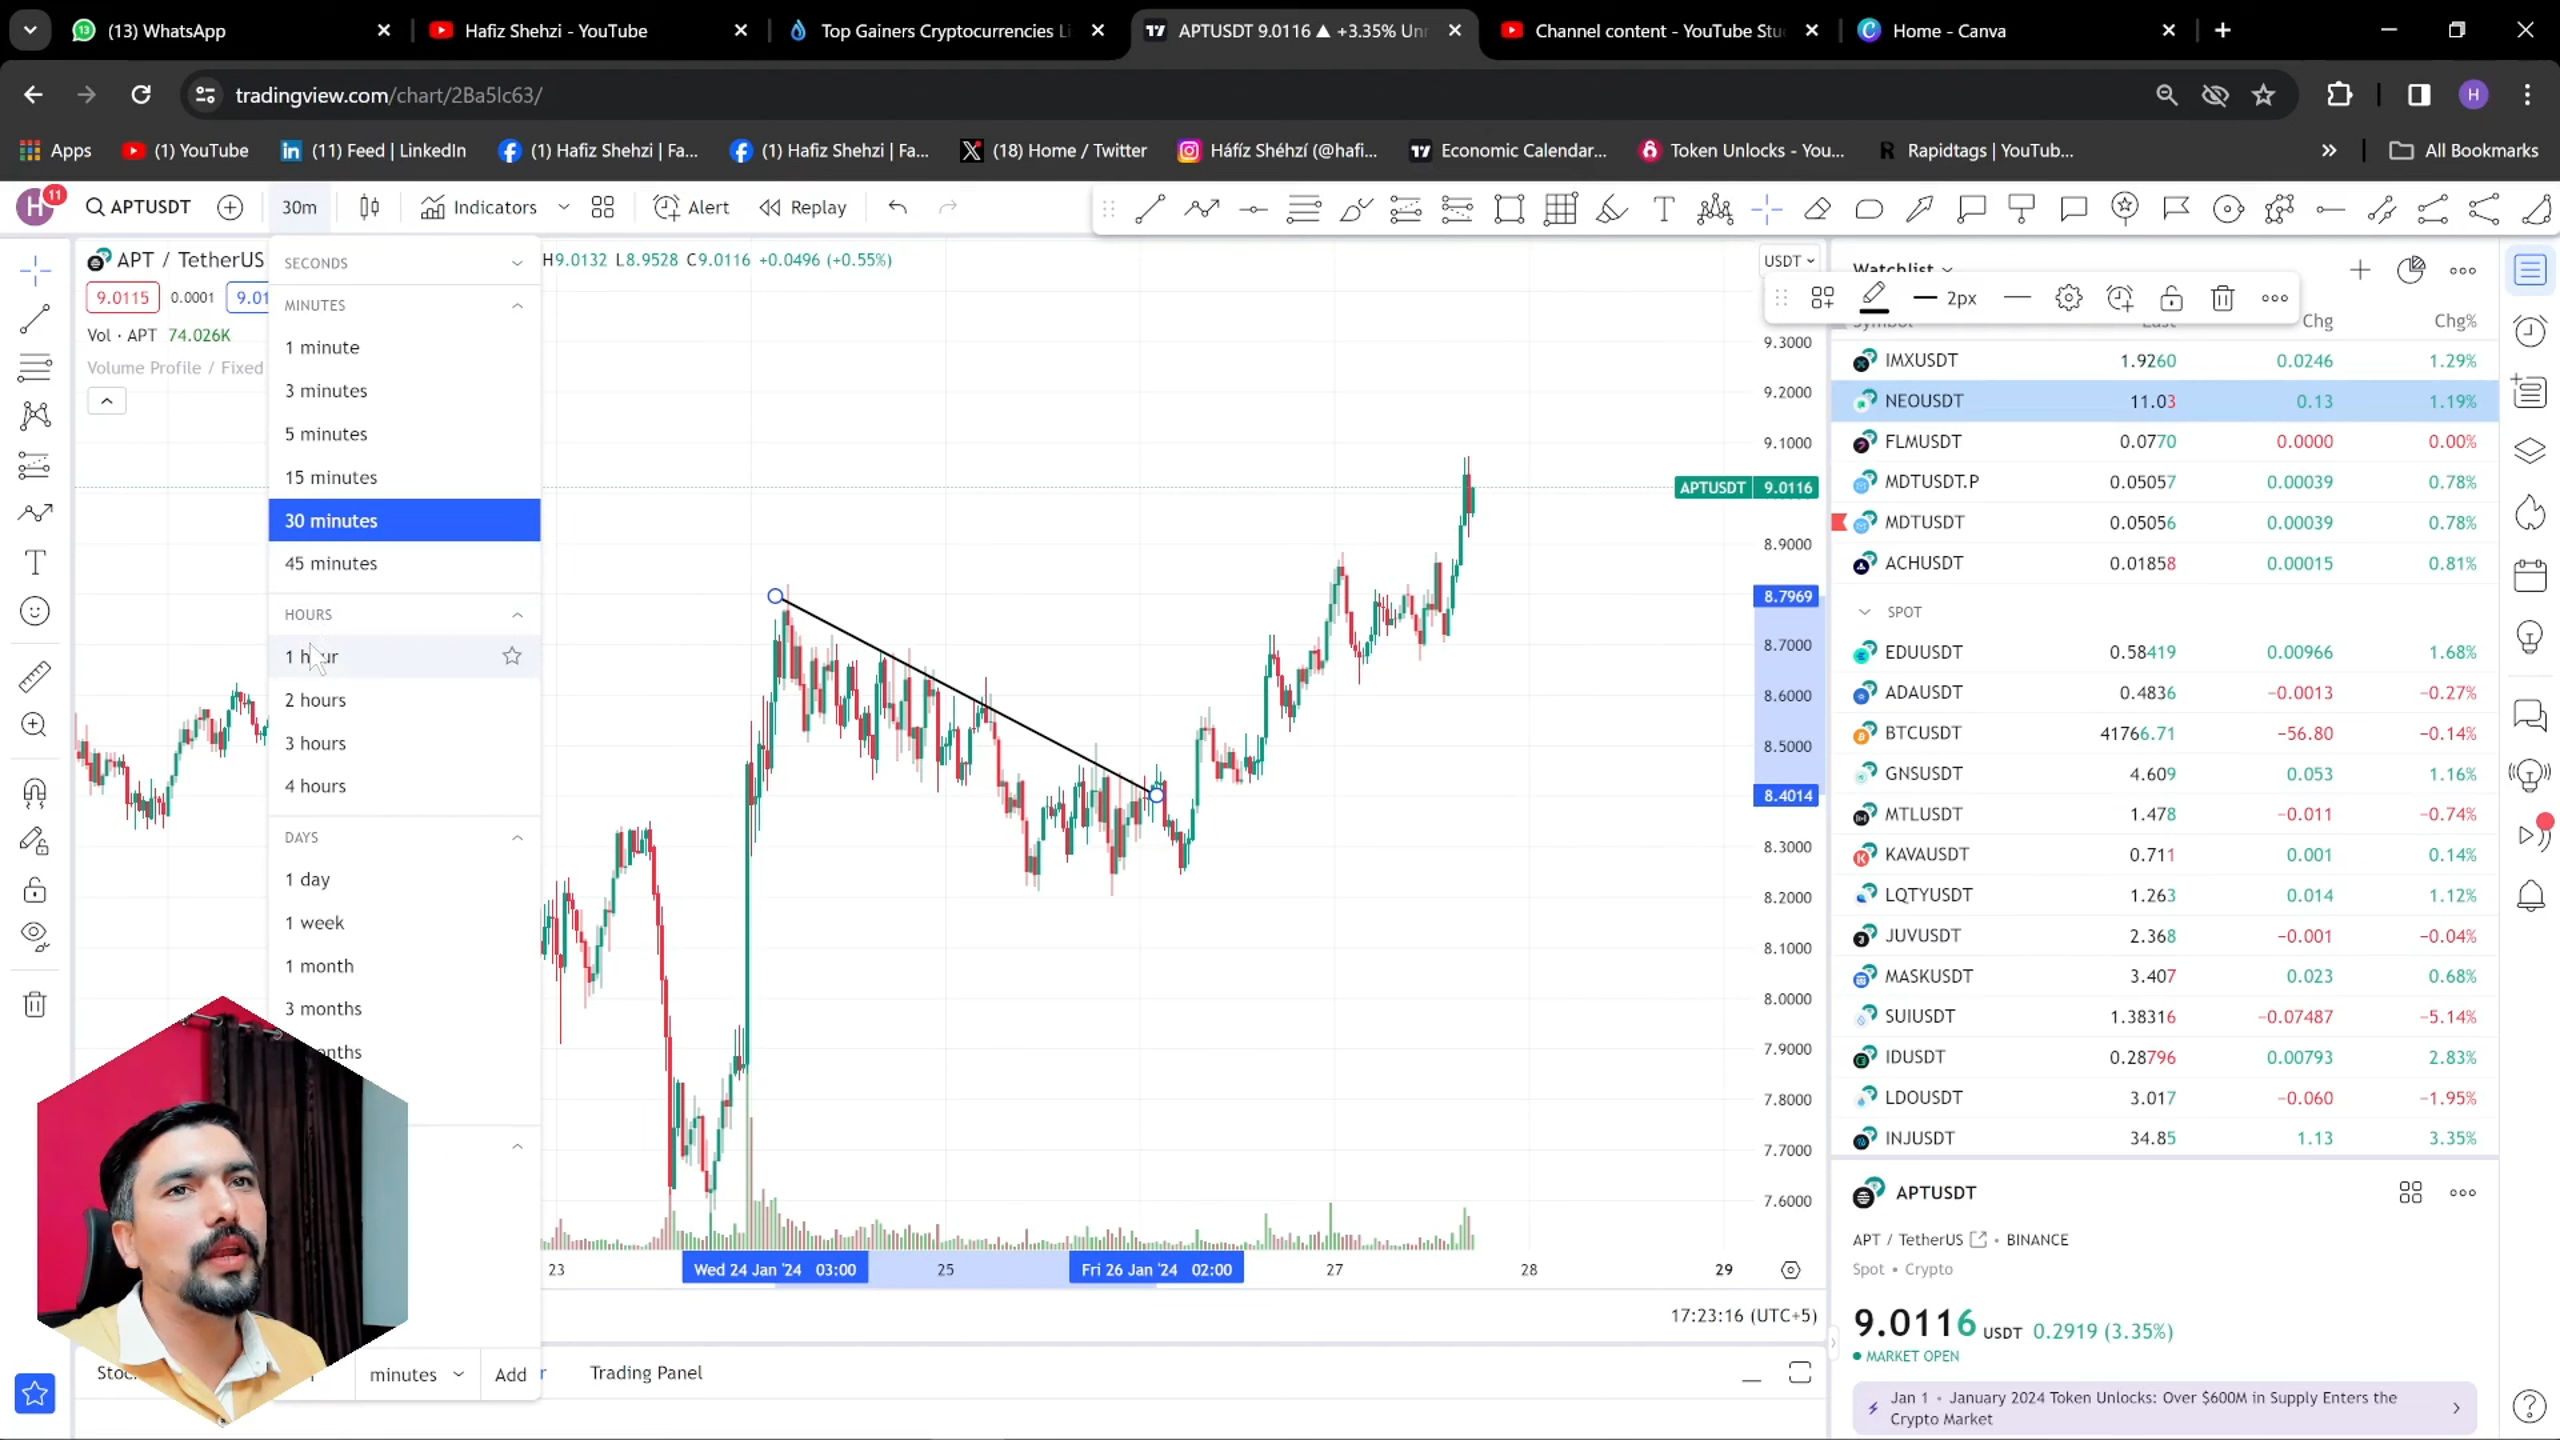 (13) WhatsApp
Hafiz Shehzi - YouTube
Top Gainers Cryptocurrencies Li
APTUSDT 9.0116 ▲ +3.35% Unn
Channel content - YouTube Stu
Home - Canva
tradingview.com/chart/2Ba5lc63/
H
Apps
(1) YouTube
(11) Feed | LinkedIn
(1) Hafiz Shehzi | Fa...
(1) Hafiz Shehzi | Fa...
(18) Home / Twitter
Háfíz Shéhzí (@hafi...
Economic Calendar...
Token Unlocks - You...
Rapidtags | YouTub...
All Bookmarks
H 11
APTUSDT
30m
Indicators
Alert
Replay
APT / TetherUS
H9.0132 L8.9528 C9.0116 +0.0496 (+0.55%)
9.0115
0.0001
9.01
Vol · APT 74.026K
Volume Profile / Fixed
SECONDS
MINUTES
1 minute
3 minutes
5 minutes
15 minutes
30 minutes
45 minutes
HOURS
1 hour
2 hours
3 hours
4 hours
DAYS
1 day
1 week
1 month
3 months
onths
minutes
Add
USDT
9.3000
9.2000
9.1000
APTUSDT 9.0116
8.9000
8.7969
8.7000
8.6000
8.5000
8.4014
8.3000
8.2000
8.1000
8.0000
7.9000
7.8000
7.7000
7.6000
23
Wed 24 Jan '24 03:00
25
Fri 26 Jan '24 02:00
27
28
29
17:23:16 (UTC+5)
Stoc
Trading Panel
Watchlist
2px
Symbol
Last
Chg
Chg%
IMXUSDT 1.9260 0.0246 1.29%
NEOUSDT 11.03 0.13 1.19%
FLMUSDT 0.0770 0.0000 0.00%
MDTUSDT.P 0.05057 0.00039 0.78%
MDTUSDT 0.05056 0.00039 0.78%
ACHUSDT 0.01858 0.00015 0.81%
SPOT
EDUUSDT 0.58419 0.00966 1.68%
ADAUSDT 0.4836 −0.0013 −0.27%
BTCUSDT 41766.71 −56.80 −0.14%
GNSUSDT 4.609 0.053 1.16%
MTLUSDT 1.478 −0.011 −0.74%
KAVAUSDT 0.711 0.001 0.14%
LQTYUSDT 1.263 0.014 1.12%
JUVUSDT 2.368 −0.001 −0.04%
MASKUSDT 3.407 0.023 0.68%
SUIUSDT 1.38316 −0.07487 −5.14%
IDUSDT 0.28796 0.00793 2.83%
LDOUSDT 3.017 −0.060 −1.95%
INJUSDT 34.85 1.13 3.35%
APTUSDT
APT / TetherUS • BINANCE
Spot • Crypto
9.0116 USDT 0.2919 (3.35%)
MARKET OPEN
Jan 1 • January 2024 Token Unlocks: Over $600M in Supply Enters the
Crypto Market